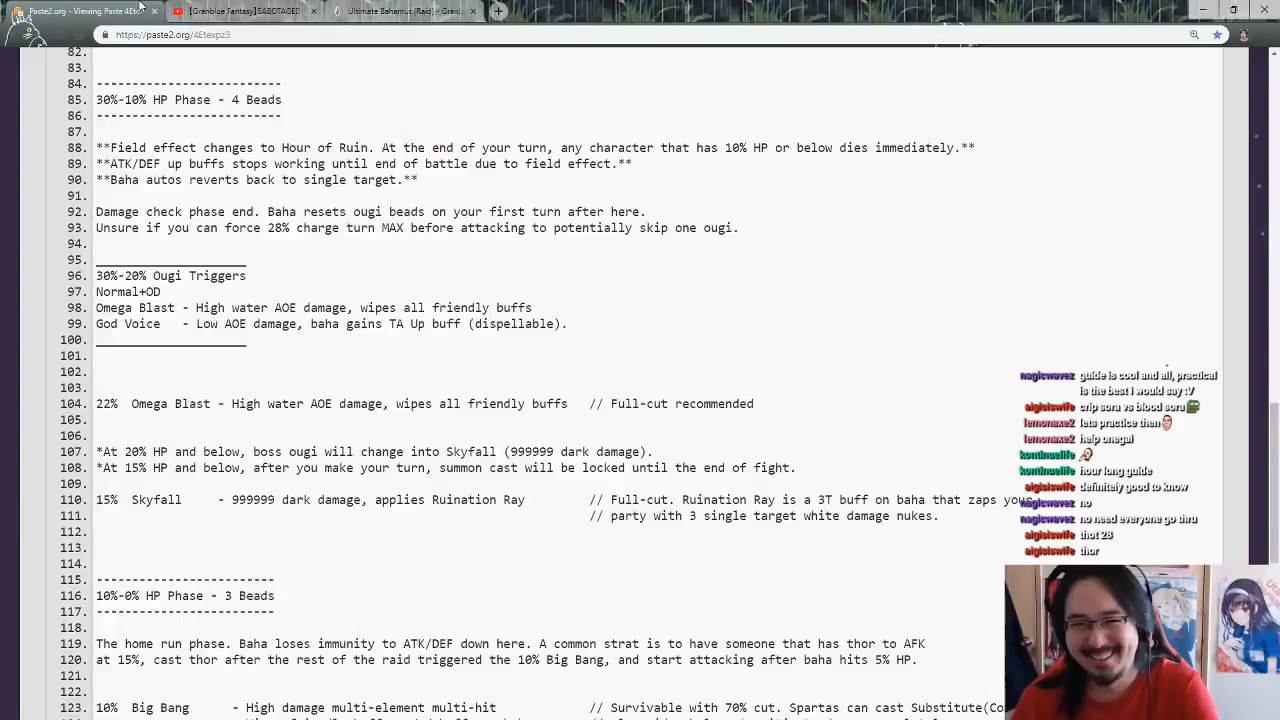 Paste2.org - Viewing Paste 4Ete
[Granblue Fantasy]SABOTAGED
Ultimate Bahamut (Raid) - Gran
https://paste2.org/4Etexpz3
82.
83.
84. --------------------------
85. 30%-10% HP Phase - 4 Beads
86. --------------------------
87.
88. **Field effect changes to Hour of Ruin. At the end of your turn, any character that has 10% HP or below dies immediately.**
89. **ATK/DEF up buffs stops working until end of battle due to field effect.**
90. **Baha autos reverts back to single target.**
91.
92. Damage check phase end. Baha resets ougi beads on your first turn after here.
93. Unsure if you can force 28% charge turn MAX before attacking to potentially skip one ougi.
94.
95. _____________________
96. 30%-20% Ougi Triggers
97. Normal+OD
98. Omega Blast - High water AOE damage, wipes all friendly buffs
99. God Voice   - Low AOE damage, baha gains TA Up buff (dispellable).
100. _____________________
101.
102.
103.
104. 22%  Omega Blast - High water AOE damage, wipes all friendly buffs   // Full-cut recommended
105.
106.
107. *At 20% HP and below, boss ougi will change into Skyfall (999999 dark damage).
108. *At 15% HP and below, after you make your turn, summon cast will be locked until the end of fight.
109.
110. 15%  Skyfall     - 999999 dark damage, applies Ruination Ray         // Full-cut. Ruination Ray is a 3T buff on baha that zaps your
111. // party with 3 single target white damage nukes.
112.
113.
114.
115. -------------------------
116. 10%-0% HP Phase - 3 Beads
117. -------------------------
118.
119. The home run phase. Baha loses immunity to ATK/DEF down here. A common strat is to have someone that has thor to AFK
120. at 15%, cast thor after the rest of the raid triggered the 10% Big Bang, and start attacking after baha hits 5% HP.
121.
122.
123. 10%  Big Bang      - High damage multi-element multi-hit             // Survivable with 70% cut. Spartans can cast Substitute(Co
nagicwavez guide is cool and all, practical
is the best i would say :V
aigisiswife crip sora vs blood sora
lemonaxe2 lets practice then
lemonaxe2 help onegai
kontinuelife
kontinuelife hour long guide
aigisiswife definitely good to know
nagicwavez no
nagicwavez no need everyone go thru
aigisiswife thot 28
aigisiswife thor